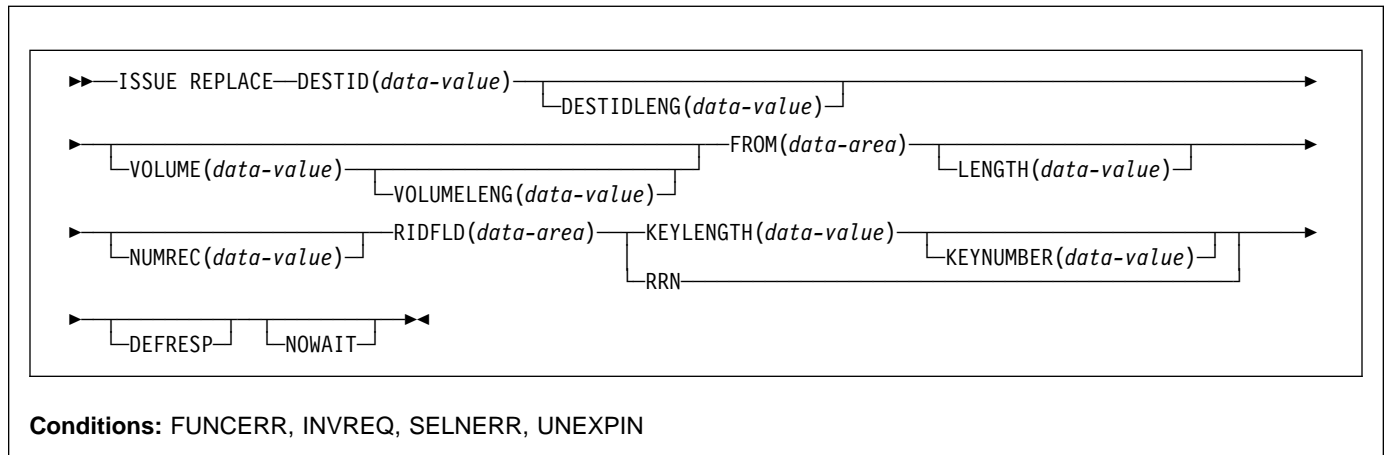 ISSUE REPLACE DESTID(data-value)
DESTIDLENG(data-value)
FROM(data-area)
VOLUME(data-value) LENGTH(data-value)
VOLUMELENG(data-value)
RIDFLD(data-area) KEYLENGTH(data-value)
NUMREC(data-value) KEYNUMBER(data-value)
RRN
DEFRESP NOWAIT
Conditions: FUNCERR, INVREQ, SELNERR, UNEXPIN